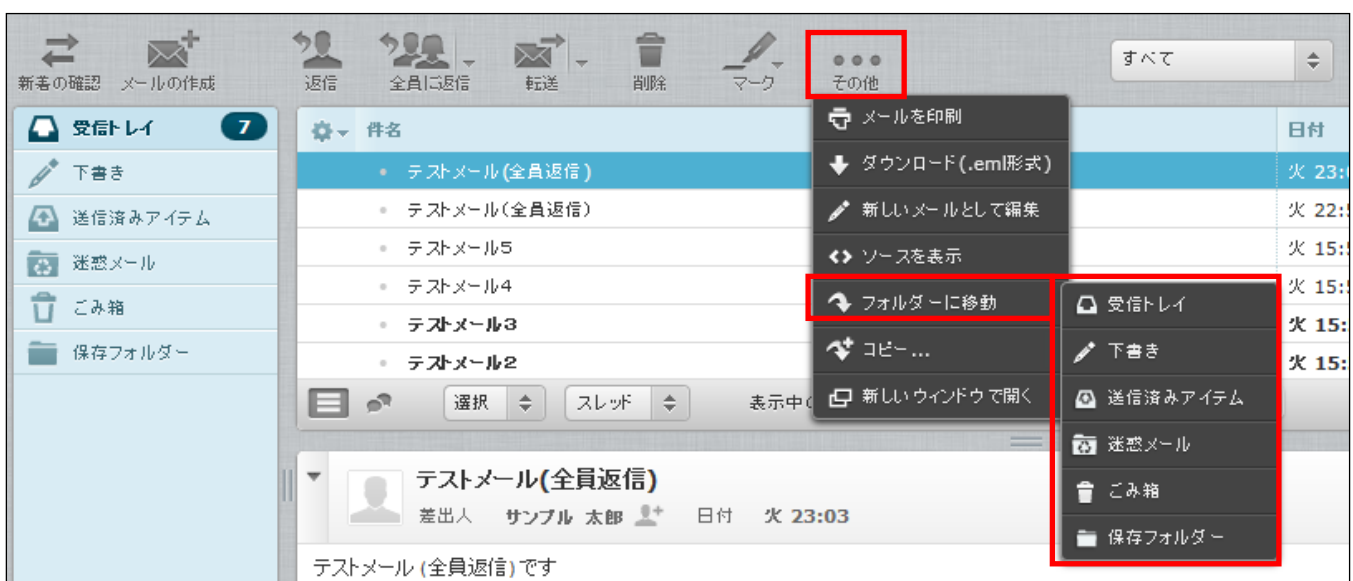 新着の確認 メールの作成 返信 全員に返信 転送 削除 マーク その他 すべて
受信トレイ 7
下書き
送信済みアイテム
迷惑メール
ごみ箱
保存フォルダー
件名 日付
テストメール(全員返信) 火 23:
テストメール(全員返信) 火 22:
テストメール5 火 15:
テストメール4 火 15:
テストメール3 火 15:
テストメール2 火 15:
選択 スレッド 表示中
メールを印刷
ダウンロード(.eml形式)
新しいメールとして編集
ソースを表示
フォルダーに移動
コピー...
新しいウィンドウで開く
受信トレイ
下書き
送信済みアイテム
迷惑メール
ごみ箱
保存フォルダー
テストメール(全員返信)
差出人 サンプル 太郎 日付 火 23:03
テストメール(全員返信)です